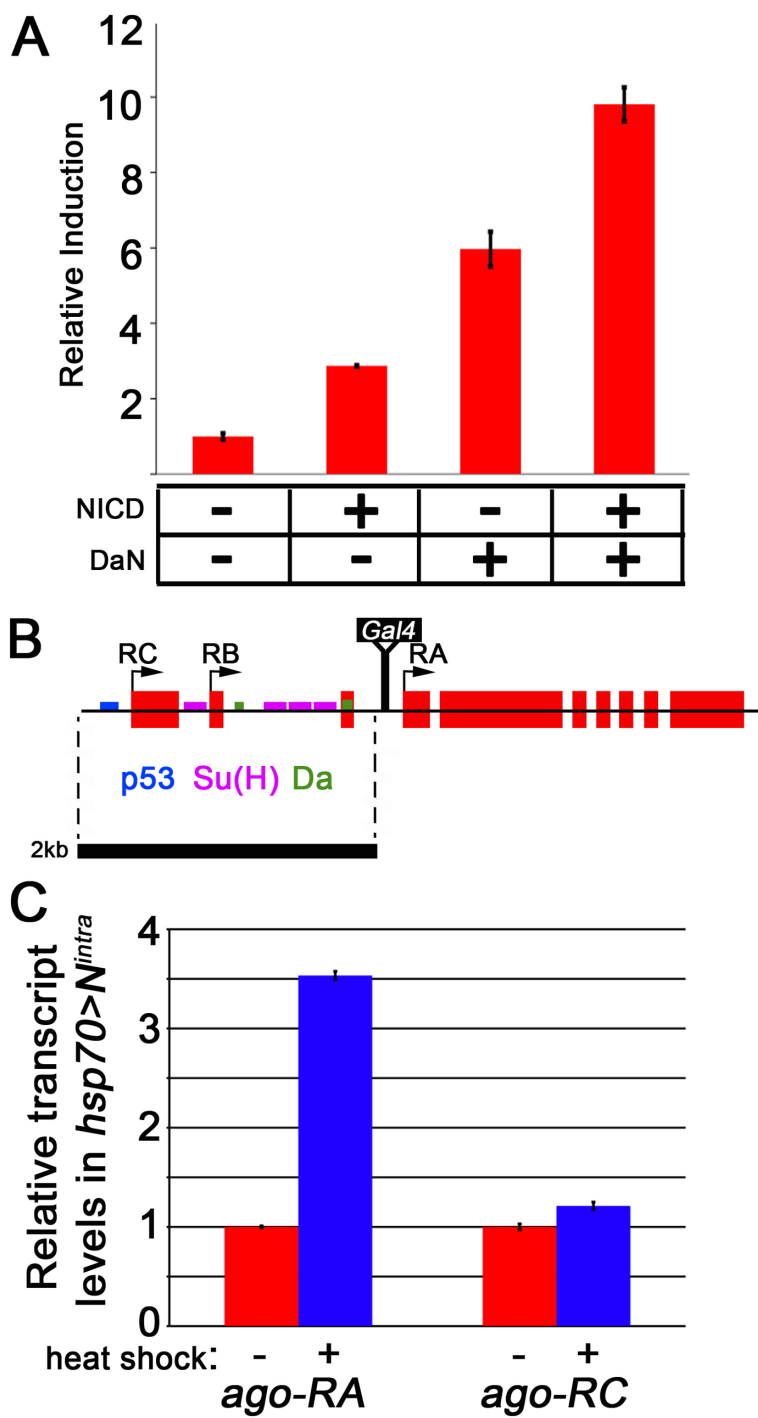 A
Relative Induction
12
10
8
6
4
2
NICD - + - +
DaN - - + +
B
Gal4
RC RB RA
p53 Su(H) Da
2kb
C
Relative transcript
levels in hsp70>N^intra
4
3
2
1
0
heat shock: - + - +
ago-RA ago-RC